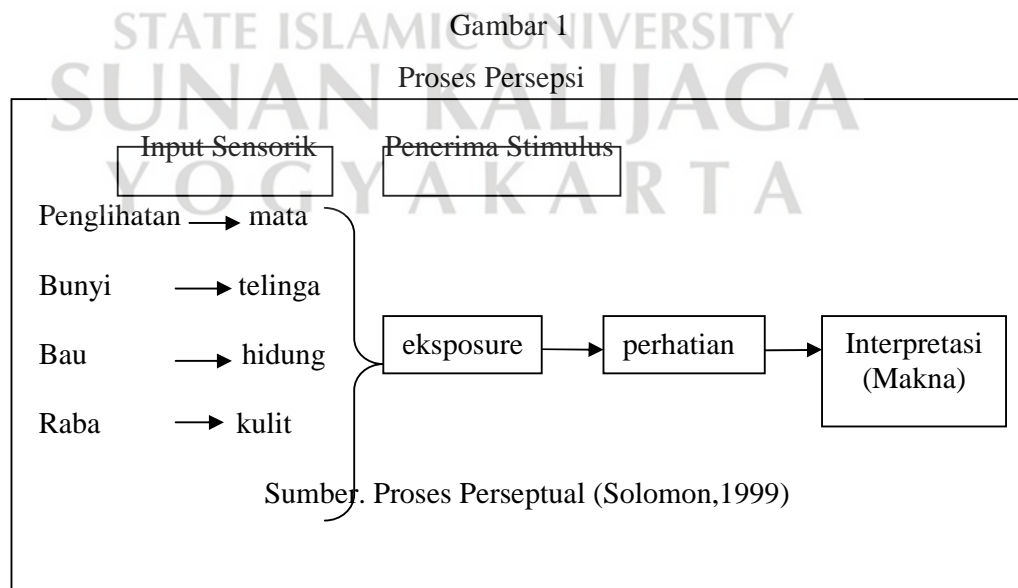 STATE ISLAMIC UNIVERSITY
SUNAN KALIJAGA
YOGYAKARTA
Gambar 1
Proses Persepsi
Input Sensorik
Penerima Stimulus
Penglihatan mata
Bunyi telinga
Bau hidung
Raba kulit
eksposure
perhatian
Interpretasi
(Makna)
Sumber. Proses Perseptual (Solomon,1999)